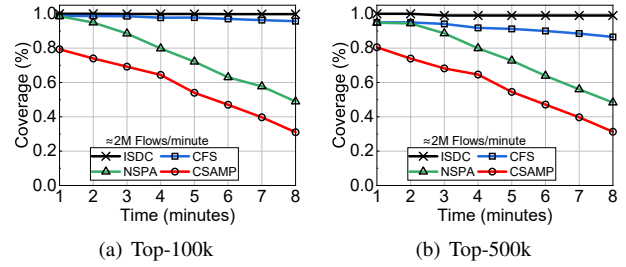 1.0
0.8
0.6
0.4
0.2
0.0
Coverage (%)
≈2M Flows/minute
ISDC CFS
NSPA CSAMP
1 2 3 4 5 6 7 8
Time (minutes)
(a) Top-100k
1.0
0.8
0.6
0.4
0.2
0.0
Coverage (%)
≈2M Flows/minute
ISDC CFS
NSPA CSAMP
1 2 3 4 5 6 7 8
Time (minutes)
(b) Top-500k